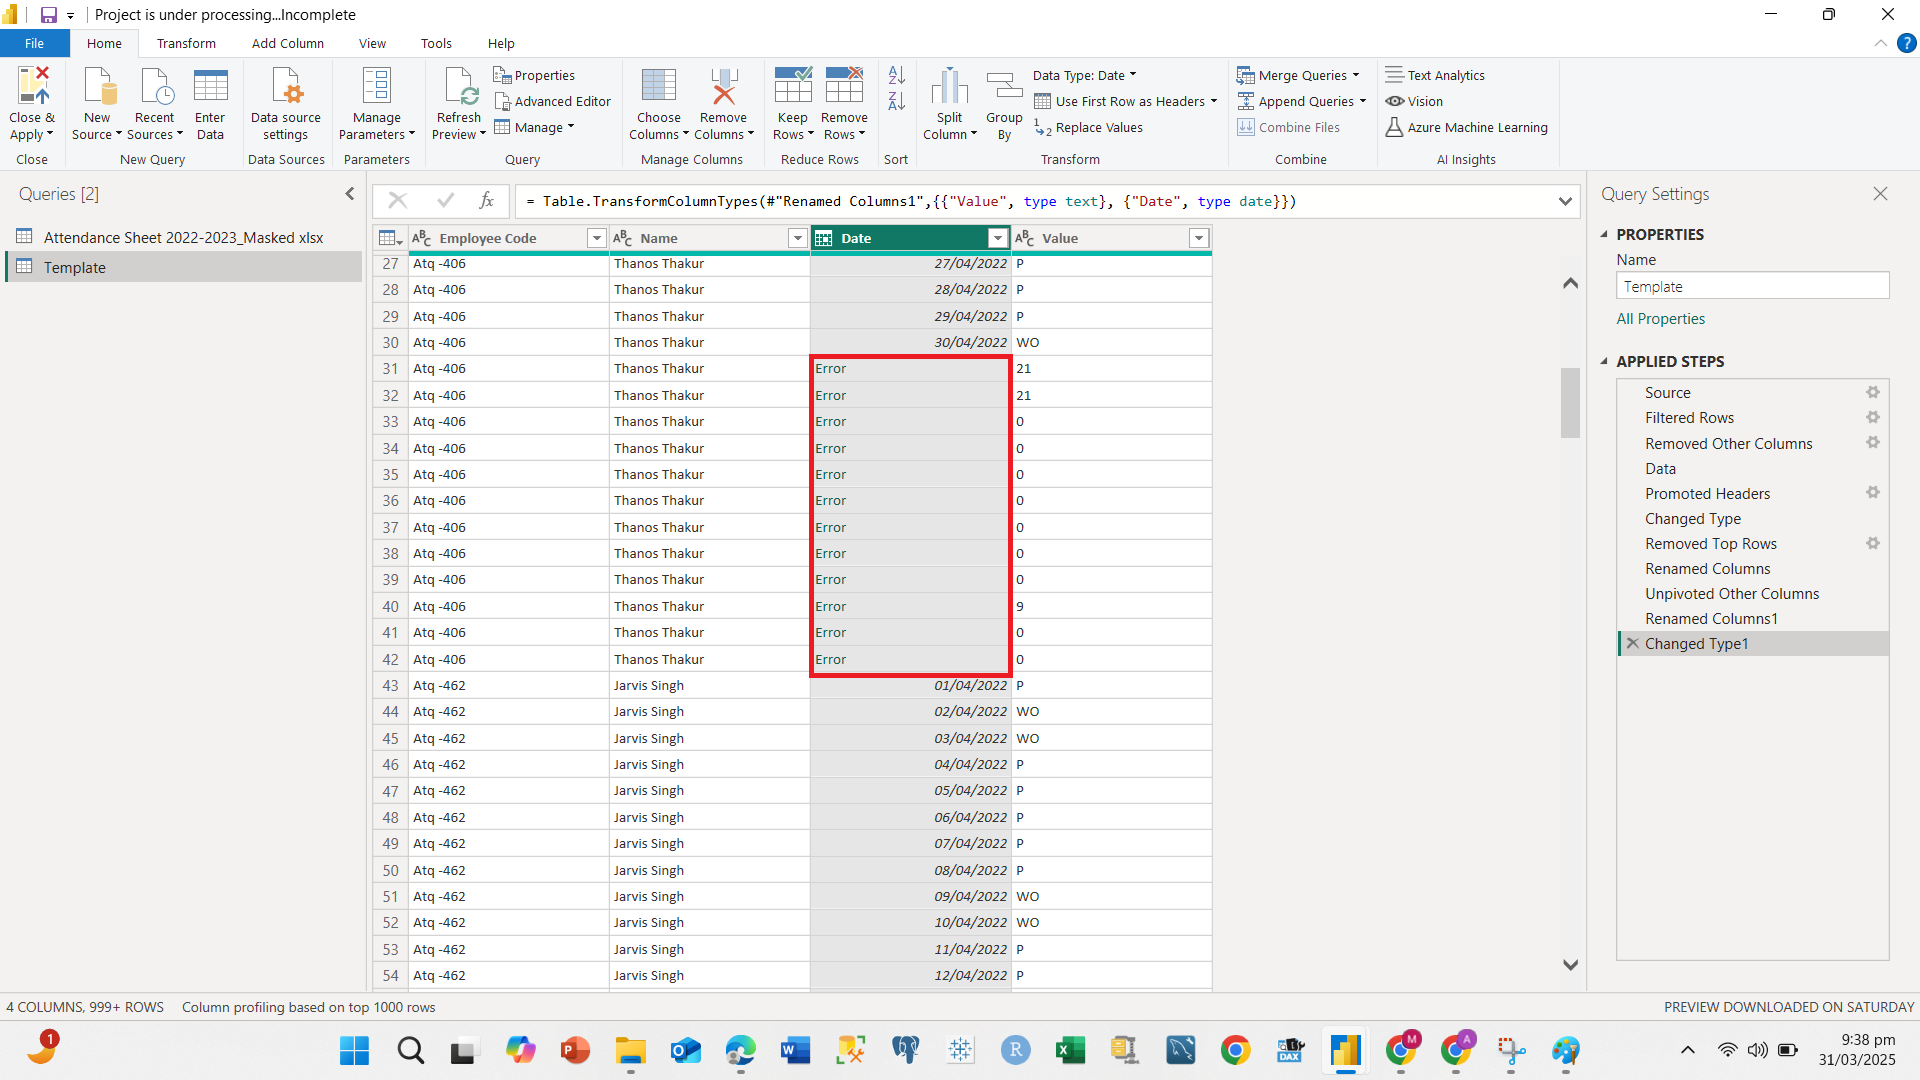 Project is under processing...Incomplete
File Home Transform Add Column View Tools Help
Close & Apply
Close
New Source
Recent Sources
Enter Data
New Query
Data source settings
Data Sources
Manage Parameters
Parameters
Refresh Preview
Properties
Advanced Editor
Manage
Query
Choose Columns
Remove Columns
Manage Columns
Keep Rows
Remove Rows
Reduce Rows
Sort
Split Column
Group By
Data Type: Date
Use First Row as Headers
Replace Values
Transform
Merge Queries
Append Queries
Combine Files
Combine
Text Analytics
Vision
Azure Machine Learning
AI Insights
Queries [2]
Attendance Sheet 2022-2023_Masked xlsx
Template
= Table.TransformColumnTypes(#"Renamed Columns1",{{"Value", type text}, {"Date", type date}})
Employee Code Name Date Value
27 Atq -406 Thanos Thakur 27/04/2022 P
28 Atq -406 Thanos Thakur 28/04/2022 P
29 Atq -406 Thanos Thakur 29/04/2022 P
30 Atq -406 Thanos Thakur 30/04/2022 WO
31 Atq -406 Thanos Thakur Error 21
32 Atq -406 Thanos Thakur Error 21
33 Atq -406 Thanos Thakur Error 0
34 Atq -406 Thanos Thakur Error 0
35 Atq -406 Thanos Thakur Error 0
36 Atq -406 Thanos Thakur Error 0
37 Atq -406 Thanos Thakur Error 0
38 Atq -406 Thanos Thakur Error 0
39 Atq -406 Thanos Thakur Error 0
40 Atq -406 Thanos Thakur Error 9
41 Atq -406 Thanos Thakur Error 0
42 Atq -406 Thanos Thakur Error 0
43 Atq -462 Jarvis Singh 01/04/2022 P
44 Atq -462 Jarvis Singh 02/04/2022 WO
45 Atq -462 Jarvis Singh 03/04/2022 WO
46 Atq -462 Jarvis Singh 04/04/2022 P
47 Atq -462 Jarvis Singh 05/04/2022 P
48 Atq -462 Jarvis Singh 06/04/2022 P
49 Atq -462 Jarvis Singh 07/04/2022 P
50 Atq -462 Jarvis Singh 08/04/2022 P
51 Atq -462 Jarvis Singh 09/04/2022 WO
52 Atq -462 Jarvis Singh 10/04/2022 WO
53 Atq -462 Jarvis Singh 11/04/2022 P
54 Atq -462 Jarvis Singh 12/04/2022 P
Query Settings
PROPERTIES
Name
Template
All Properties
APPLIED STEPS
Source
Filtered Rows
Removed Other Columns
Data
Promoted Headers
Changed Type
Removed Top Rows
Renamed Columns
Unpivoted Other Columns
Renamed Columns1
Changed Type1
4 COLUMNS, 999+ ROWS Column profiling based on top 1000 rows PREVIEW DOWNLOADED ON SATURDAY
9:38 pm
31/03/2025